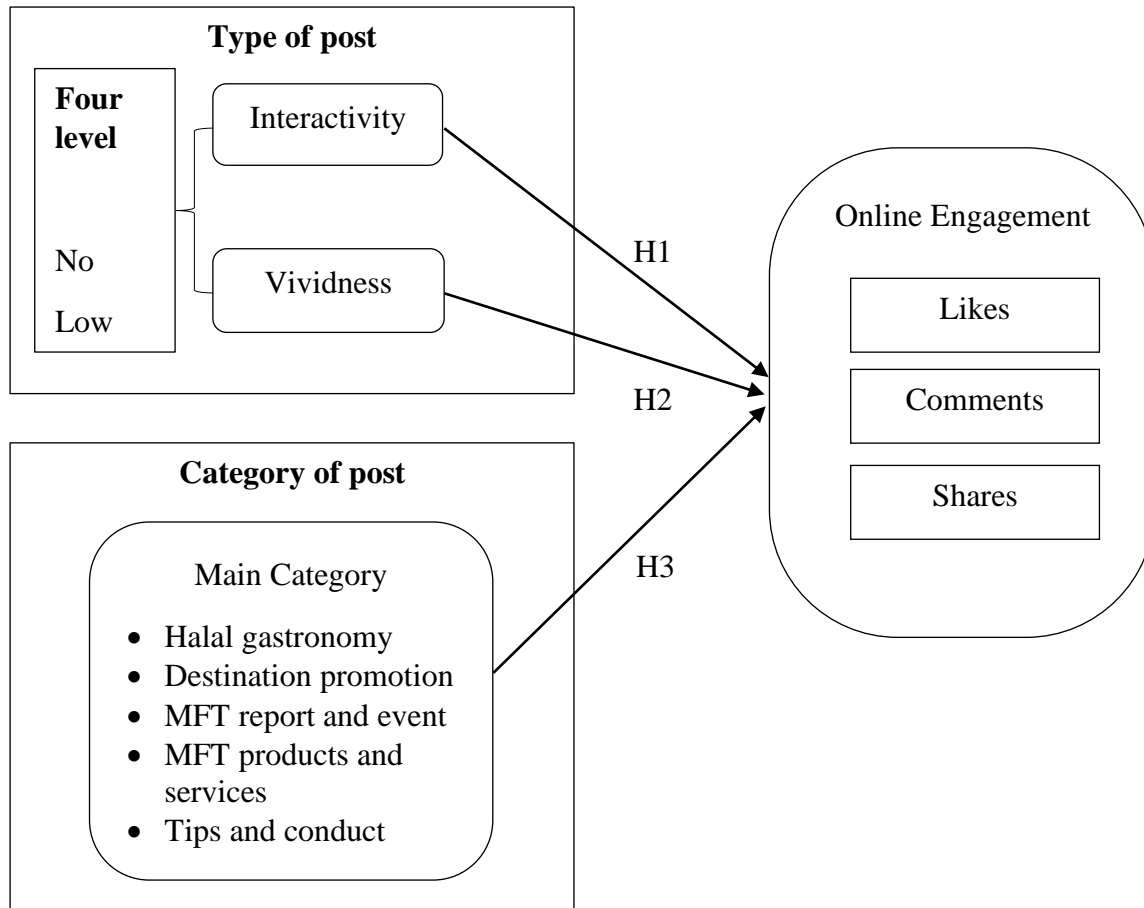 Type of post
Four
level
No
Low
Interactivity
Vividness
H1
H2
Category of post
Main Category
• Halal gastronomy
• Destination promotion
• MFT report and event
• MFT products and
services
• Tips and conduct
H3
Online Engagement
Likes
Comments
Shares